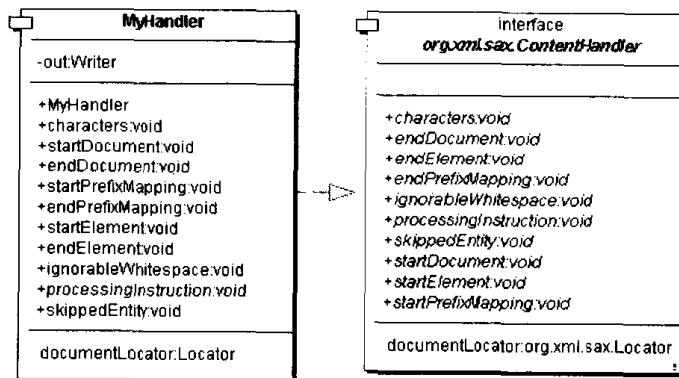 MyHandler
-out:Writer
+MyHandler
+characters:void
+startDocument:void
+endDocument:void
+startPrefixMapping:void
+endPrefixMapping:void
+startElement:void
+endElement:void
+ignorableWhitespace:void
+processingInstruction:void
+skippedEntity:void
documentLocator:Locator
interface
org.xml.sax.ContentHandler
+characters:void
+endDocument:void
+endElement:void
+endPrefixMapping:void
+ignorableWhitespace:void
+processingInstruction:void
+skippedEntity:void
+startDocument:void
+startElement:void
+startPrefixMapping:void
documentLocator:org.xml.sax.Locator